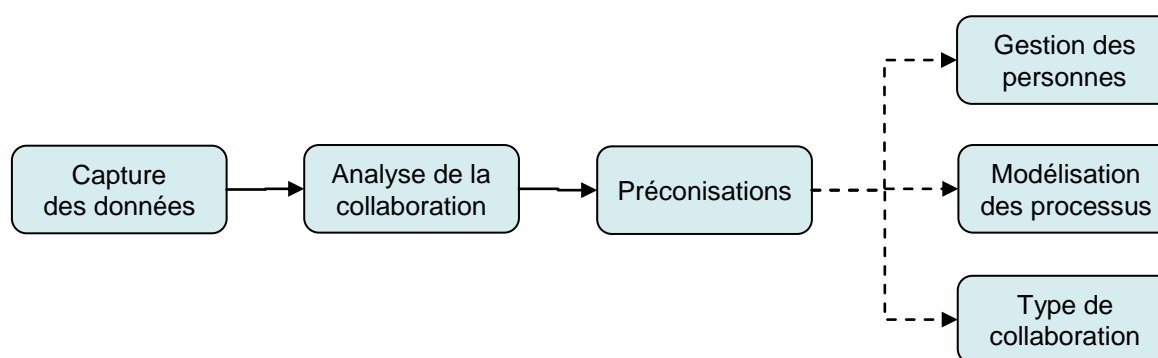 Gestion des
personnes
Capture
des données
Analyse de la
collaboration
Préconisations
Modélisation
des processus
Type de
collaboration